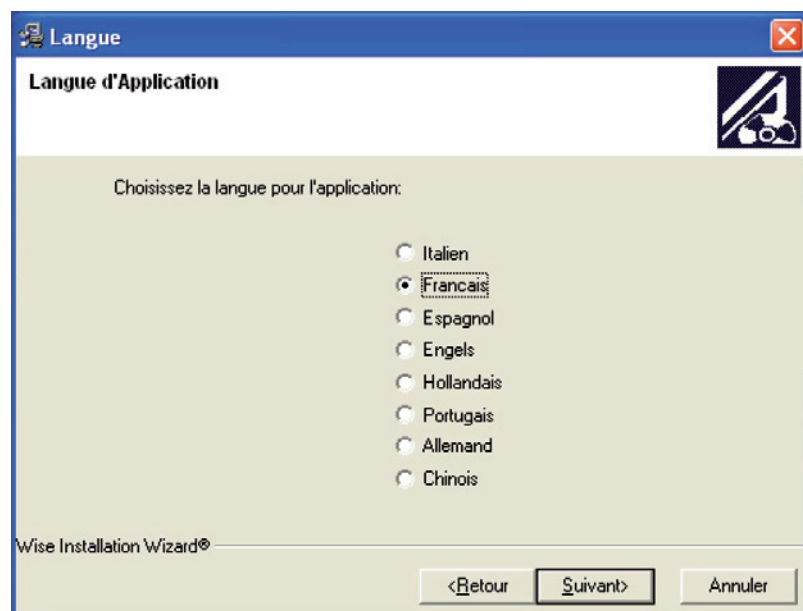 Langue
Langue d'Application
Choisissez la langue pour l'application:
Italien
Francais
Espagnol
Engels
Hollandais
Portugais
Allemand
Chinois
Wise Installation Wizard®
<Retour
Suivant>
Annuler